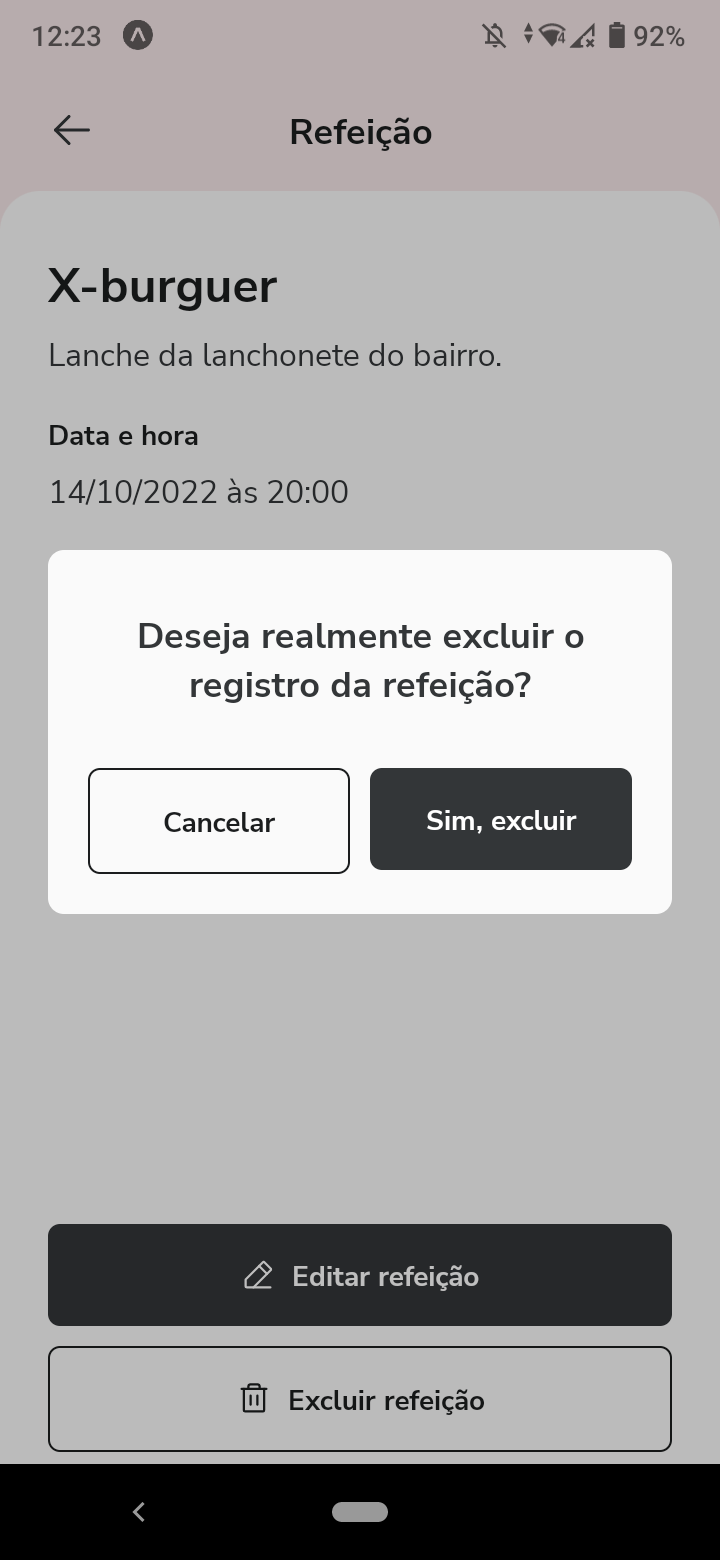 12:23
92%
Refeição
X-burguer
Lanche da lanchonete do bairro.
Data e hora
14/10/2022 às 20:00
Deseja realmente excluir o
registro da refeição?
Cancelar
Sim, excluir
Editar refeição
Excluir refeição